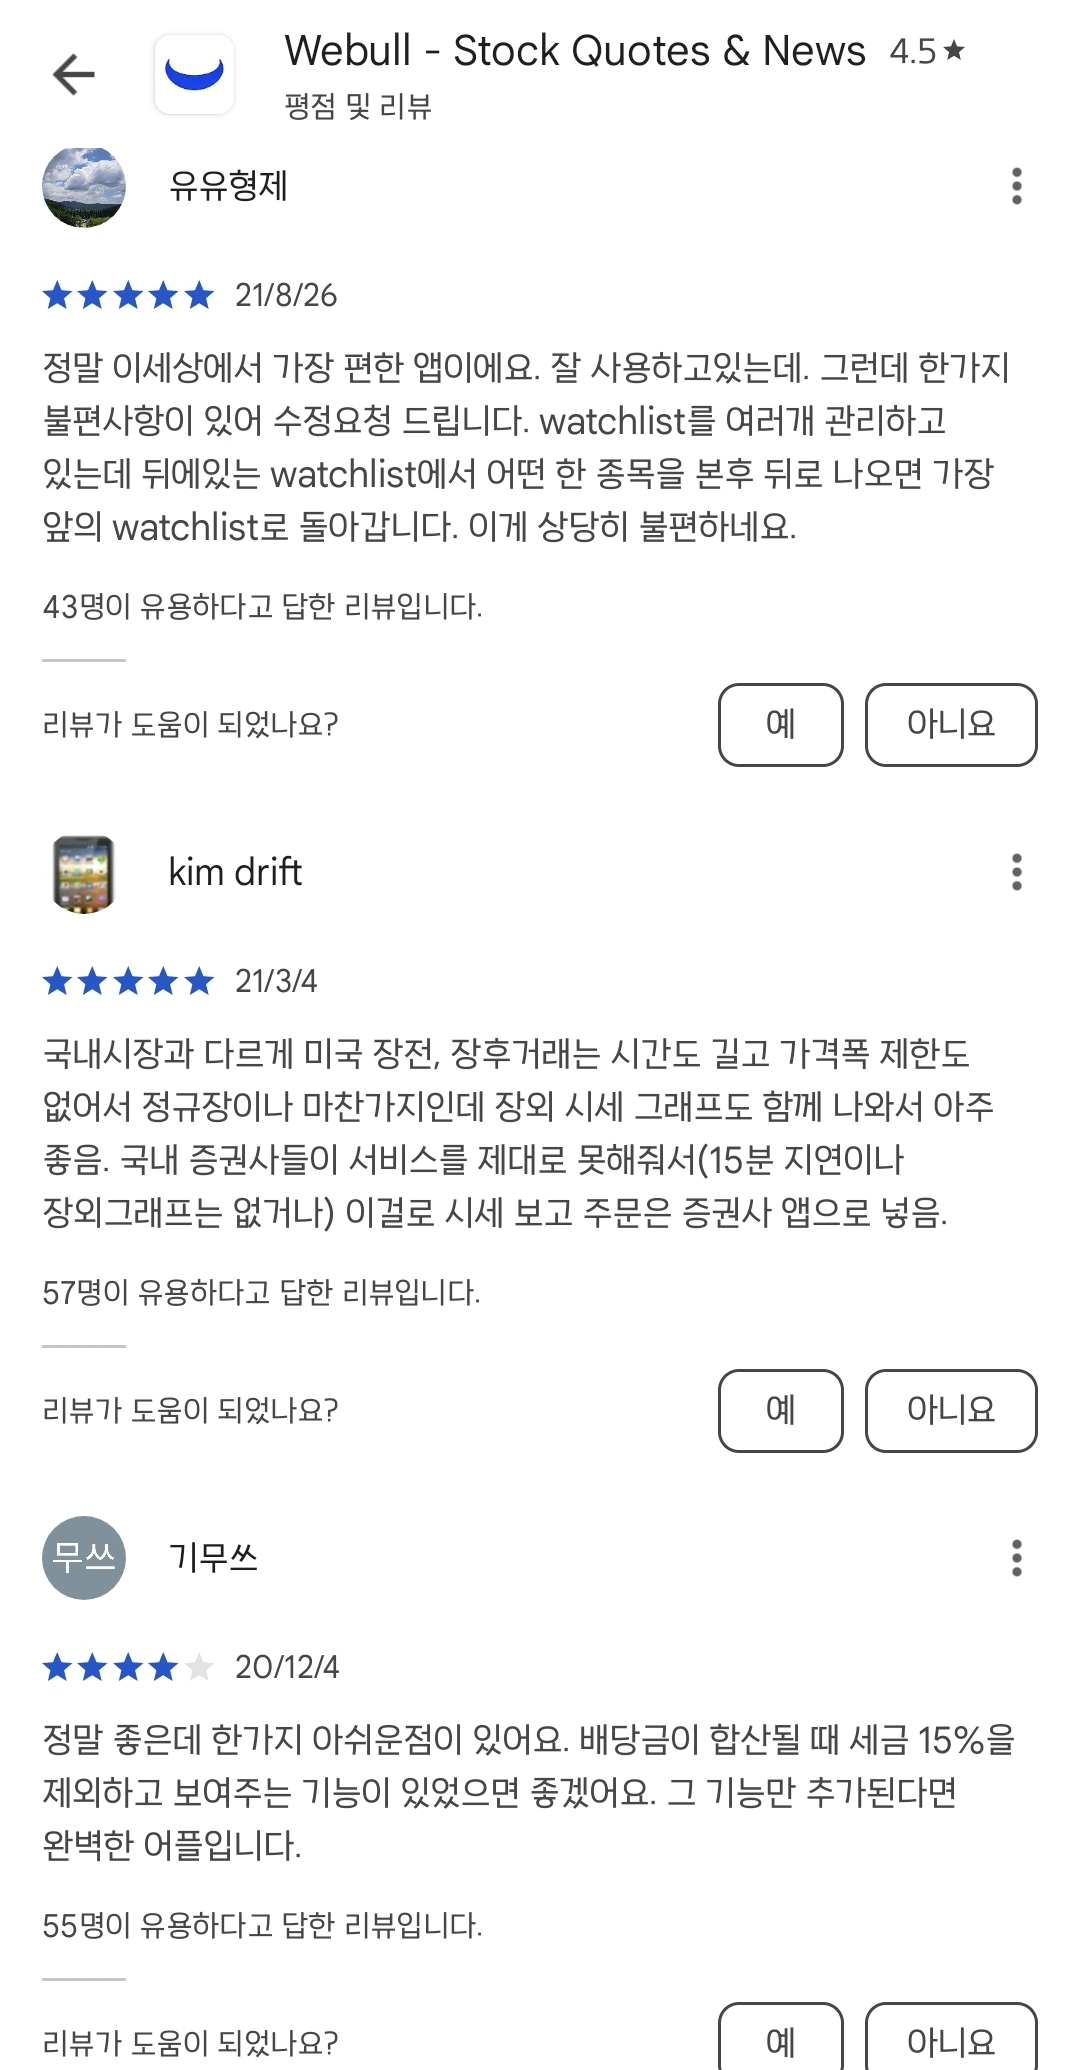 Webull - Stock Quotes & News 4.5★
평점 및 리뷰
유유형제
21/8/26
정말 이세상에서 가장 편한 앱이에요. 잘 사용하고있는데. 그런데 한가지
불편사항이 있어 수정요청 드립니다. watchlist를 여러개 관리하고
있는데 뒤에있는 watchlist에서 어떤 한 종목을 본후 뒤로 나오면 가장
앞의 watchlist로 돌아갑니다. 이게 상당히 불편하네요.
43명이 유용하다고 답한 리뷰입니다.
리뷰가 도움이 되었나요? 예 아니요
kim drift
21/3/4
국내시장과 다르게 미국 장전, 장후거래는 시간도 길고 가격폭 제한도
없어서 정규장이나 마찬가지인데 장외 시세 그래프도 함께 나와서 아주
좋음. 국내 증권사들이 서비스를 제대로 못해줘서(15분 지연이나
장외그래프는 없거나) 이걸로 시세 보고 주문은 증권사 앱으로 넣음.
57명이 유용하다고 답한 리뷰입니다.
리뷰가 도움이 되었나요? 예 아니요
무쓰 기무쓰
20/12/4
정말 좋은데 한가지 아쉬운점이 있어요. 배당금이 합산될 때 세금 15%을
제외하고 보여주는 기능이 있었으면 좋겠어요. 그 기능만 추가된다면
완벽한 어플입니다.
55명이 유용하다고 답한 리뷰입니다.
리뷰가 도움이 되었나요? 예 아니요